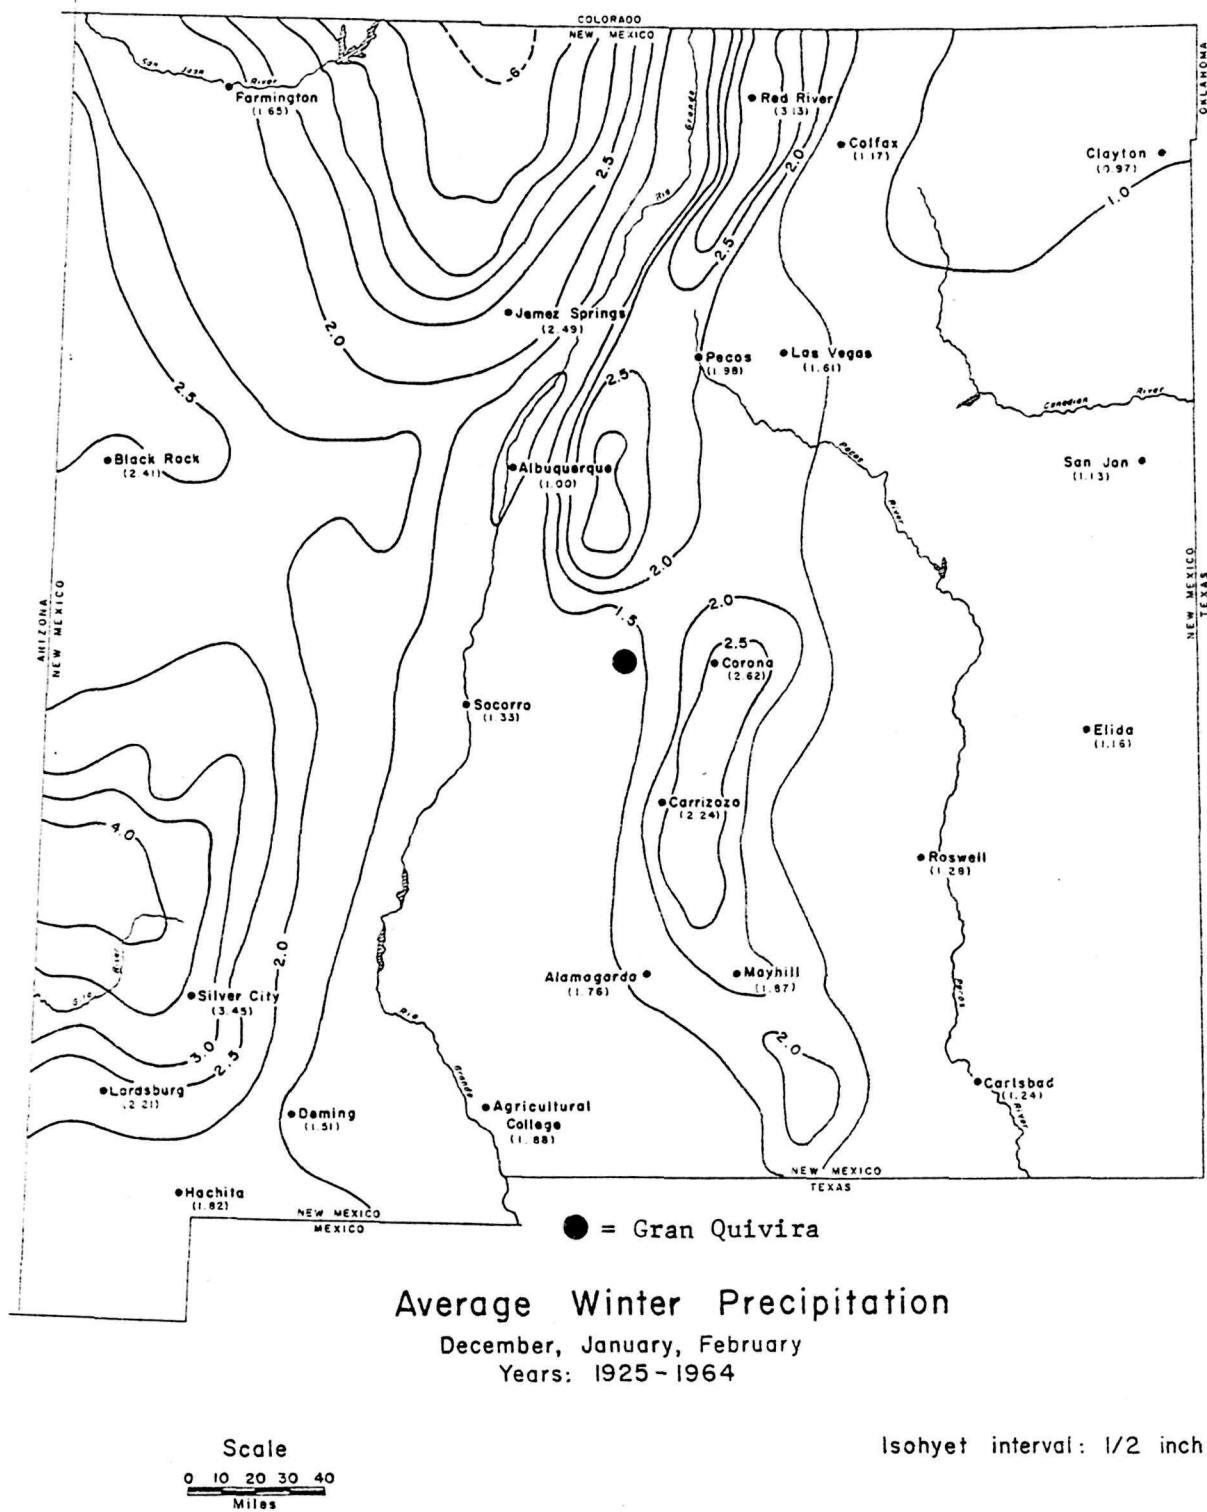 COLORADO
NEW MEXICO
OKLAHOMA
San Juan
River
Farmington
(1.65)
6
Grande
Red River
(3.13)
Colfax
(1.17)
Clayton
(0.97)
2.0
2.5
1.0
Rio
2.5
Jemez Springs
(2.49)
2.0
Pecos
(1.98)
Las Vegas
(1.61)
2.5
2.5
Canadian
River
Black Rock
(2.41)
Albuquerque
(1.00)
Pecos
River
San Jon
(1.13)
2.0
ARIZONA
NEW MEXICO
NEW MEXICO
TEXAS
1.5
2.0
2.5
Corona
(2.62)
Socorro
(1.33)
Elida
(1.16)
Carrizozo
(2.24)
4.0
Roswell
(1.28)
2.0
Alamagorda
(1.76)
Mayhill
(1.87)
Gila
River
Silver City
(3.45)
Pecos
Rio
Grande
3.0
2.5
2.0
Lordsburg
(2.21)
Carlsbad
(1.24)
River
Deming
(1.51)
Agricultural
College
(1.88)
NEW MEXICO
TEXAS
Hachita
(1.82)
NEW MEXICO
MEXICO
= Gran Quivira
Average Winter Precipitation
December, January, February
Years: 1925-1964
Scale
0 10 20 30 40
Miles
Isohyet interval: 1/2 inch